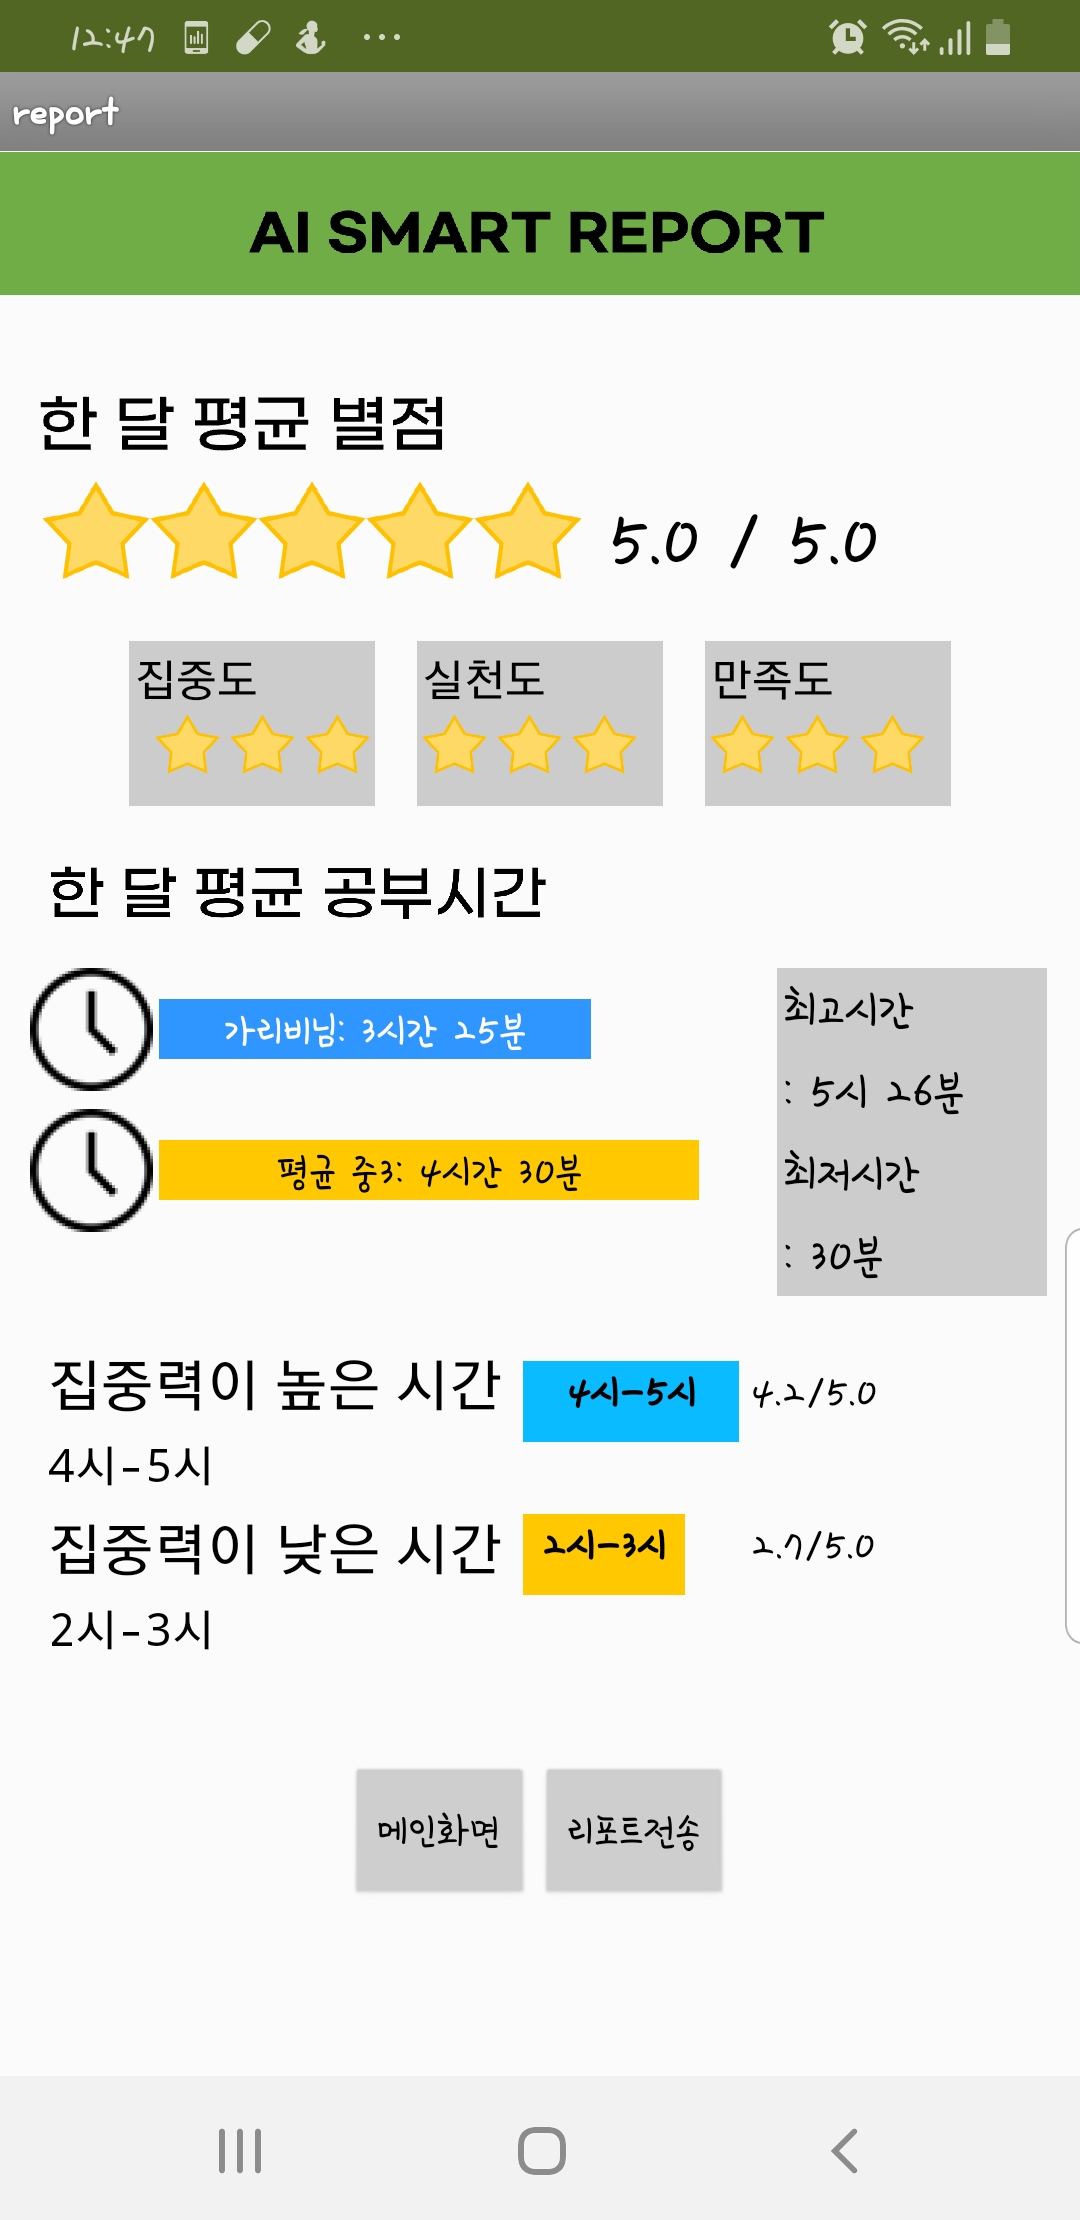 12:47
report
AI SMART REPORT
한 달 평균 별점
5.0 / 5.0
집중도 실천도 만족도
한 달 평균 공부시간
가리비님: 3시간 25분
평균 중3: 4시간 30분
최고시간
: 5시 26분
최저시간
: 30분
집중력이 높은 시간 4시-5시 4.2/5.0
4시-5시
집중력이 낮은 시간 2시-3시 2.7/5.0
2시-3시
메인화면 리포트전송